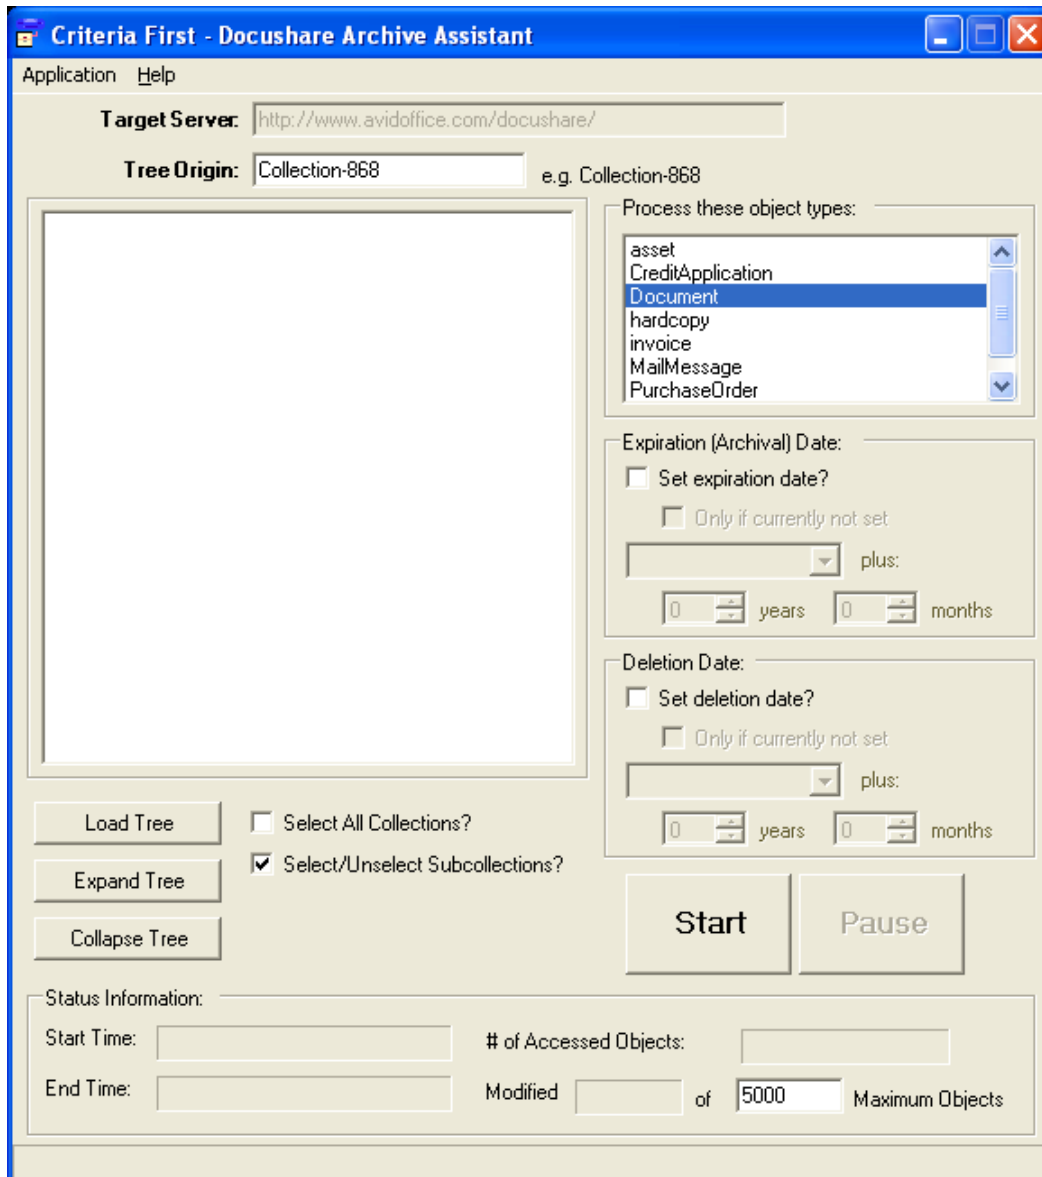 Criteria First - Docushare Archive Assistant
Application Help
Target Server: http://www.avidoffice.com/docushare/
Tree Origin: Collection-868 e.g. Collection-868
Process these object types:
asset
CreditApplication
Document
hardcopy
invoice
MailMessage
PurchaseOrder
Expiration (Archival) Date:
Set expiration date?
Only if currently not set
plus:
0 years 0 months
Deletion Date:
Set deletion date?
Only if currently not set
plus:
0 years 0 months
Load Tree Select All Collections?
Select/Unselect Subcollections?
Expand Tree
Collapse Tree
Start Pause
Status Information:
Start Time: # of Accessed Objects:
End Time: Modified of 5000 Maximum Objects